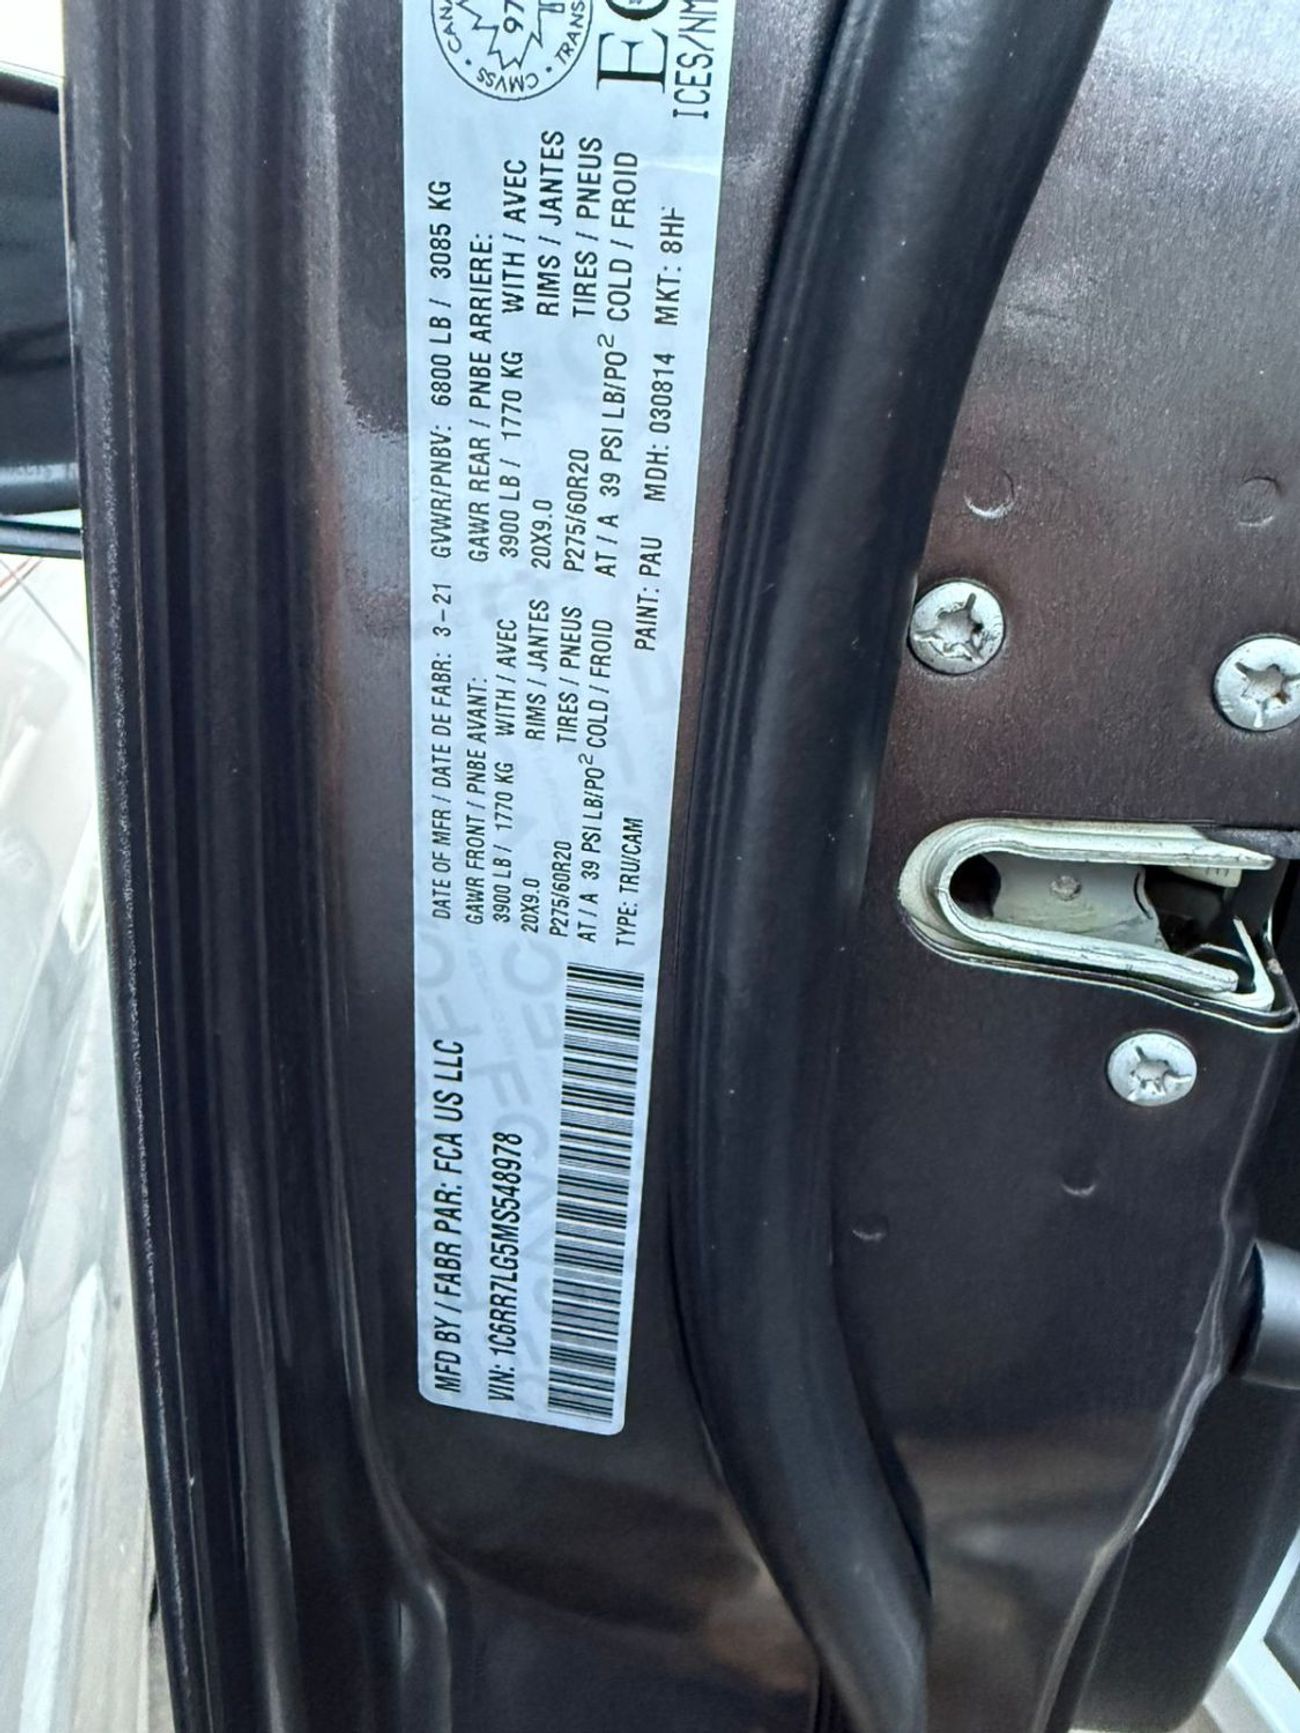 MFD BY / FABR PAR: FCA US LLC
VIN: 1C6RR7LG5MS548978
DATE OF MFR / DATE DE FABR: 3-21 GVWR/PNBV: 6800 LB / 3085 KG
GAWR FRONT / PNBE AVANT: GAWR REAR / PNBE ARRIERE:
3900 LB / 1770 KG WITH / AVEC 3900 LB / 1770 KG WITH / AVEC
20X9.0 RIMS / JANTES 20X9.0 RIMS / JANTES
P275/60R20 TIRES / PNEUS P275/60R20 TIRES / PNEUS
AT / A 39 PSI LB/PO² COLD / FROID AT / A 39 PSI LB/PO² COLD / FROID
TYPE: TRU/CAM PAINT: PAU MDH: 030814 MKT: 8H
CMVSS
97
ICES/NM